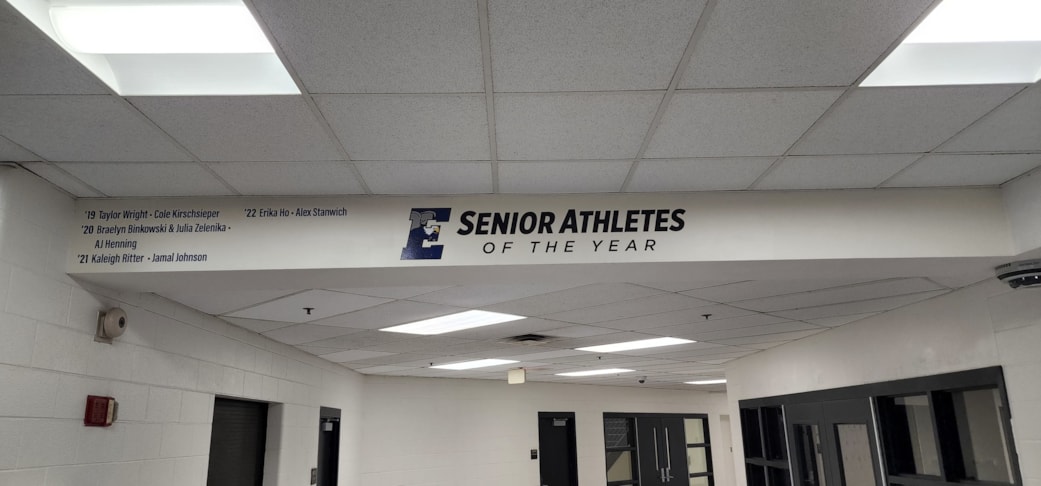 '19 Taylor Wright • Cole Kirschsieper
'20 Braelyn Binkowski & Julia Zelenika •
AJ Henning
'21 Kaleigh Ritter • Jamal Johnson
'22 Erika Ho • Alex Stanwich
E SENIOR ATHLETES
OF THE YEAR